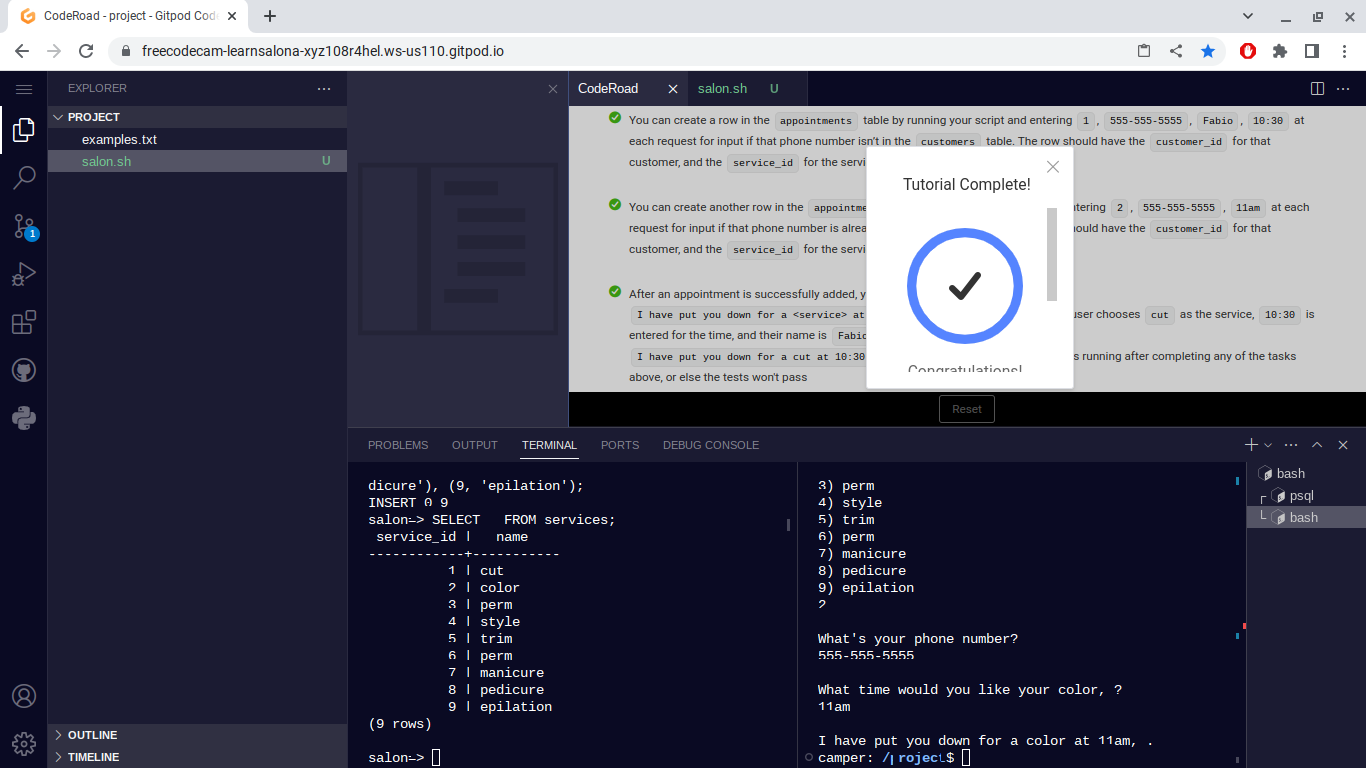 CodeRoad - project - Gitpod Cod
freecodecam-learnsalona-xyz108r4hel.ws-us110.gitpod.io
EXPLORER
PROJECT
examples.txt
salon.sh U
1
OUTLINE
TIMELINE
CodeRoad
salon.sh U
You can create a row in the appointments table by running your script and entering 1 , 555-555-5555 , Fabio , 10:30 at
each request for input if that phone number isn't in the customers table. The row should have the customer_id for that
customer, and the service_id for the servi
You can create another row in the appointme ntering 2 , 555-555-5555 , 11am at each
request for input if that phone number is alrea ould have the customer_id for that
customer, and the service_id for the servi
After an appointment is successfully added, y
I have put you down for a <service> at user chooses cut as the service, 10:30 is
entered for the time, and their name is Fabio
I have put you down for a cut at 10:30 s running after completing any of the tasks
above, or else the tests won't pass
Tutorial Complete!
Congratulations!
Reset
PROBLEMS OUTPUT TERMINAL PORTS DEBUG CONSOLE
dicure'), (9, 'epilation');
INSERT 0 9
salon=> SELECT FROM services;
service_id | name
------------+-----------
1 | cut
2 | color
3 | perm
4 | style
5 | trim
6 | perm
7 | manicure
8 | pedicure
9 | epilation
(9 rows)
salon=>
3) perm
4) style
5) trim
6) perm
7) manicure
8) pedicure
9) epilation
2
What's your phone number?
555-555-5555
What time would you like your color, ?
11am
I have put you down for a color at 11am, .
camper: /project$
bash
psql
bash